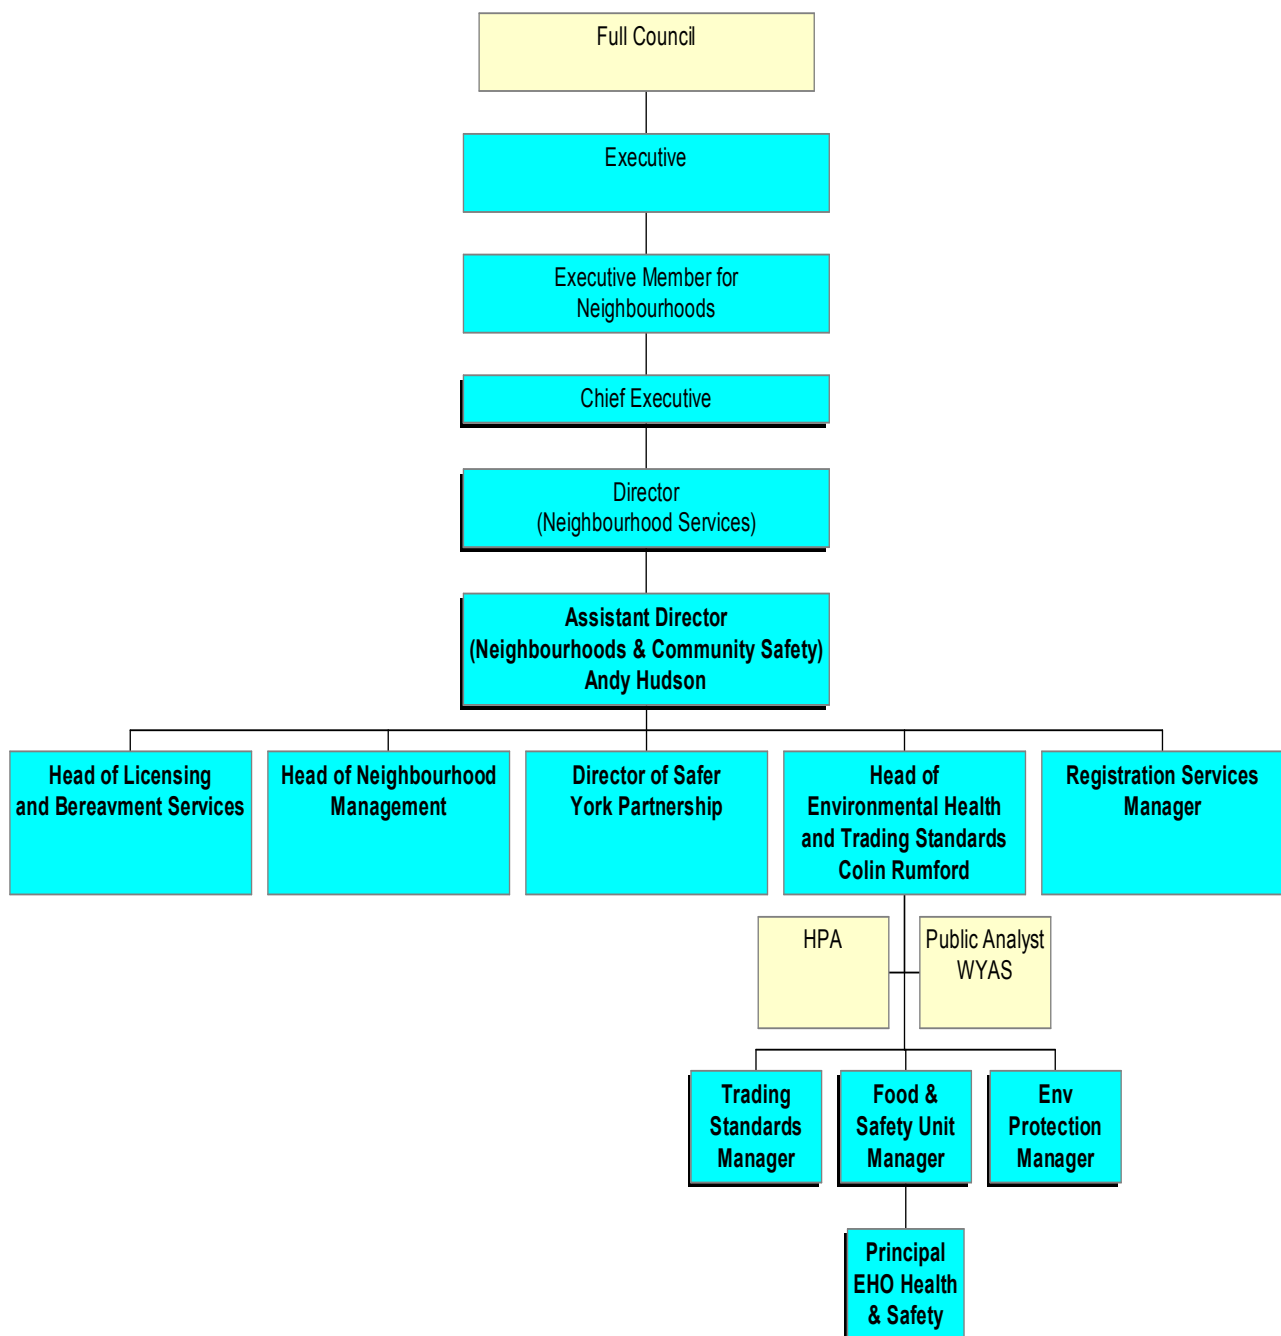 Full Council
Executive
Executive Member for
Neighbourhoods
Chief Executive
Director
(Neighbourhood Services)
Assistant Director
(Neighbourhoods & Community Safety)
Andy Hudson
Head of Licensing
and Bereavment Services
Head of Neighbourhood
Management
Director of Safer
York Partnership
Head of
Environmental Health
and Trading Standards
Colin Rumford
Registration Services
Manager
HPA
Public Analyst
WYAS
Trading
Standards
Manager
Food &
Safety Unit
Manager
Env
Protection
Manager
Principal
EHO Health
& Safety